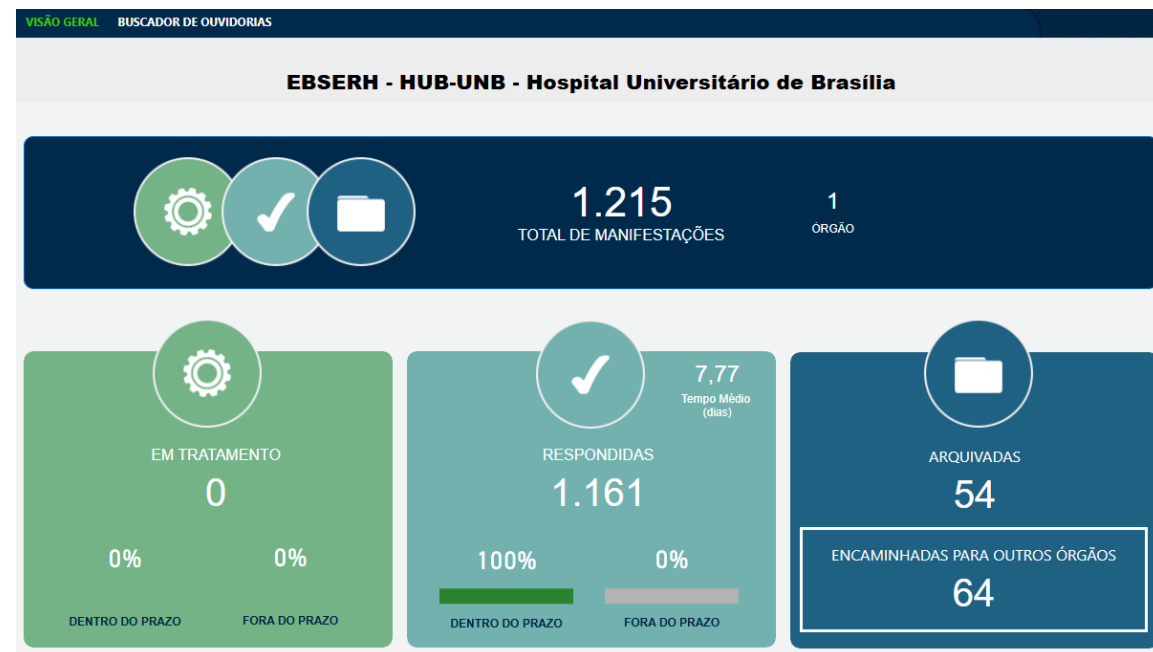 VISÃO GERAL BUSCADOR DE OUVIDORIAS
EBSERH - HUB-UNB - Hospital Universitário de Brasília
1.215
TOTAL DE MANIFESTAÇÕES
1
ÓRGÃO
EM TRATAMENTO
0
0% 0%
DENTRO DO PRAZO FORA DO PRAZO
7,77
Tempo Médio
(dias)
RESPONDIDAS
1.161
100% 0%
DENTRO DO PRAZO FORA DO PRAZO
ARQUIVADAS
54
ENCAMINHADAS PARA OUTROS ÓRGÃOS
64